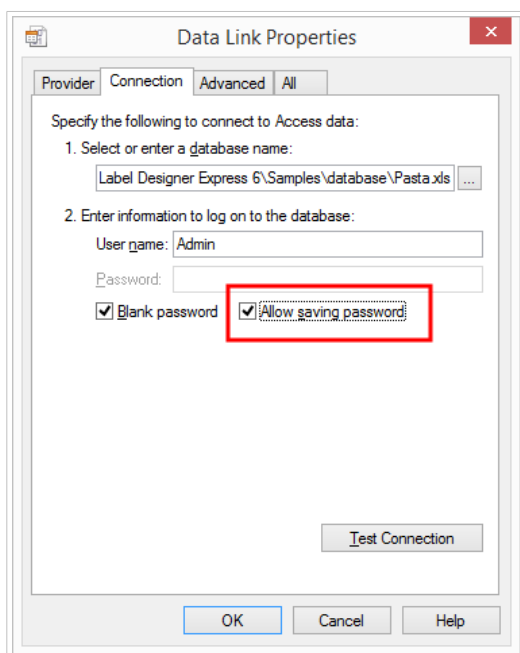 Data Link Properties
Provider Connection Advanced All
Specify the following to connect to Access data:
1. Select or enter a database name:
Label Designer Express 6\Samples\database\Pasta.xls ...
2. Enter information to log on to the database:
User name: Admin
Password:
Blank password Allow saving password
Test Connection
OK Cancel Help